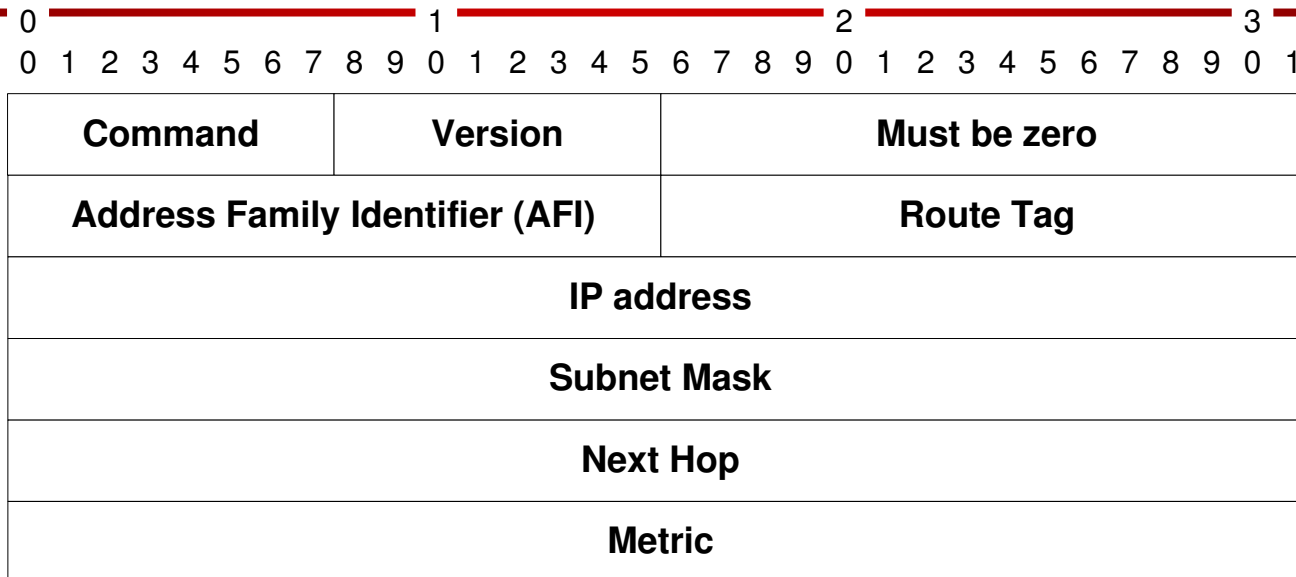 0 1 2 3
0 1 2 3 4 5 6 7 8 9 0 1 2 3 4 5 6 7 8 9 0 1 2 3 4 5 6 7 8 9 0 1
Command Version Must be zero
Address Family Identifier (AFI) Route Tag
IP address
Subnet Mask
Next Hop
Metric